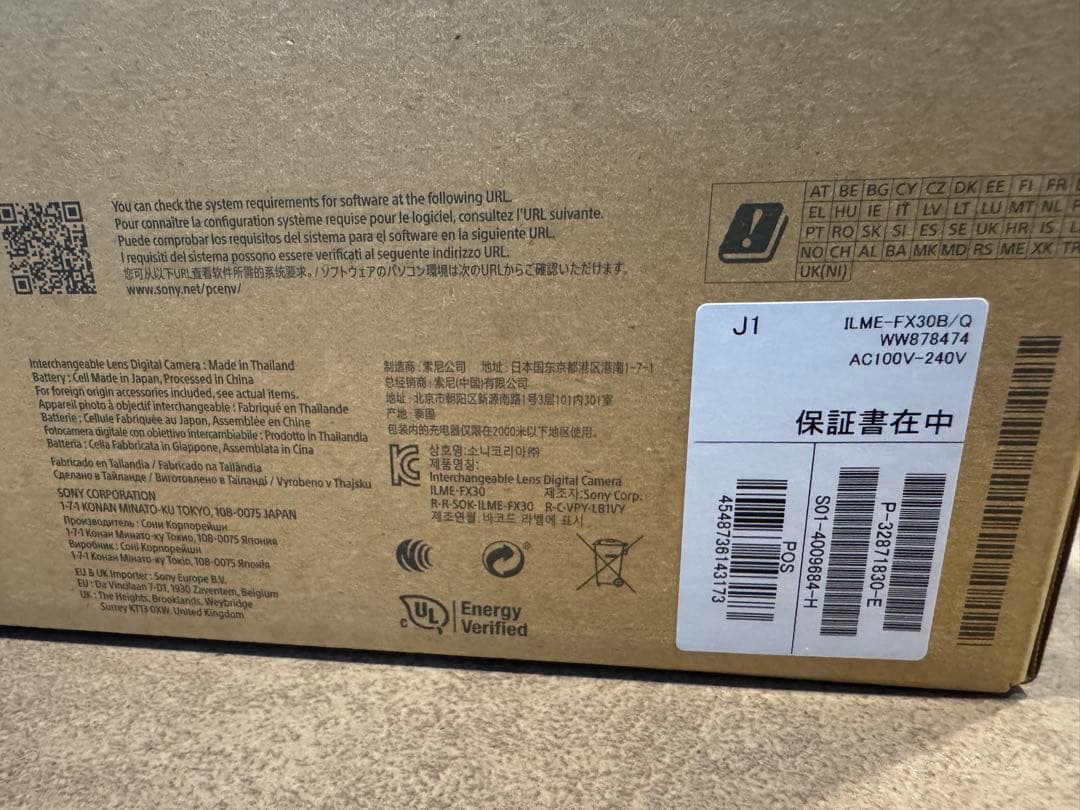 You can check the system requirements for software at the following URL.
Pour connaître la configuration système requise pour le logiciel, consultez l'URL suivante.
Puede comprobar los requisitos del sistema para el software en la siguiente URL.
I requisiti del sistema possono essere verificati al seguente indirizzo URL.
您可从以下URL查看软件所需的系统要求。/ソフトウェアのパソコン環境は次のURLからご確認いただけます。
www.sony.net/pcenv/
AT BE BG CY CZ DK EE FI FR
EL HU IE IT LV LT LU MT NL
PT RO SK SI ES SE UK HR IS
NO CH AL BA MK MD RS ME XK TR
UK(NI)
Interchangeable Lens Digital Camera : Made in Thailand
Battery : Cell Made in Japan, Processed in China
For foreign origin accessories included, see actual items.
Appareil photo à objectif interchangeable : Fabriqué en Thaïlande
Batterie : Cellule Fabriquée au Japon, Assemblée en Chine
Fotocamera digitale con obiettivo intercambiabile : Prodotto in Thailandia
Batteria : Cella Fabbricata in Giappone, Assemblata in Cina
Fabricado en Tailandia / Fabricado na Tailândia
Сделано в Таиланде / Виготовлено в Таїланді / Vyrobeno v Thajsku
SONY CORPORATION
1-7-1 KONAN MINATO-KU TOKYO, 108-0075 JAPAN
Производитель : Сони Корпорейшн
1-7-1 Конан Минато-ку Токио, 108-0075 Япония
Виробник : Соні Корпорейшн
1-7-1 Конан Мінато-ку Токіо, 108-0075 Японія
EU & UK Importer : Sony Europe B.V.
EU : Da Vincilaan 7-D1, 1930 Zaventem, Belgium
UK : The Heights, Brooklands, Weybridge
Surrey KT13 0XW, United Kingdom
制造商：索尼公司 地址：日本国东京都港区港南1-7-1
总经销商：索尼(中国)有限公司
地址：北京市朝阳区新源南路1号3层101内301室
产地：泰国
包装内的充电器仅限在2000米以下地区使用。
상호명:소니코리아㈜
제품명칭:
Interchangeable Lens Digital Camera
ILME-FX30 제조자:Sony Corp.
R-R-SOK-ILME-FX30 R-C-VPY-LB1VY
제조연월: 바코드 라벨에 표시
c UL
Energy
Verified
J1
ILME-FX30B/Q
WW878474
AC100V-240V
保証書在中
POS
4548736143173
S01-4009684-H
P-32871830-E